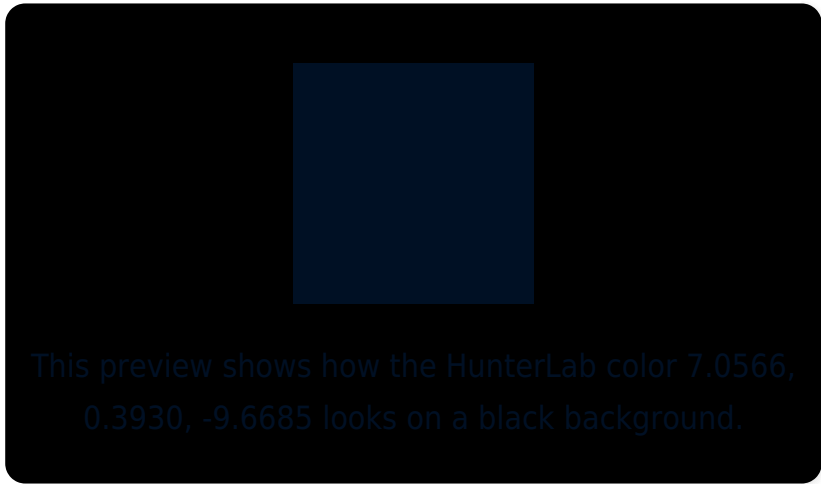 This preview shows how the HunterLab color 7.0566,
0.3930, -9.6685 looks on a black background.